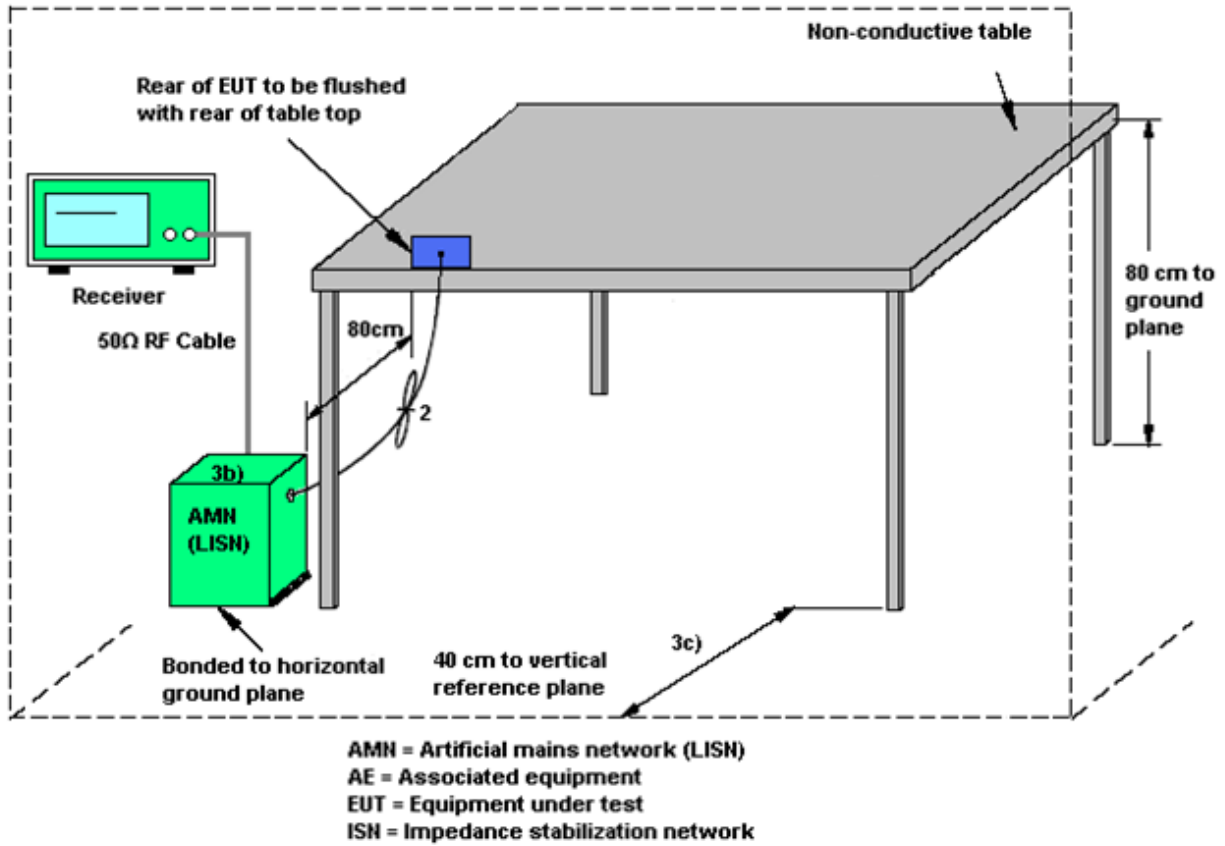 Non-conductive table
Rear of EUT to be flushed
with rear of table top
Receiver
50Ω RF Cable
80cm
2
80 cm to
ground
plane
3b)
AMN
(LISN)
3c)
Bonded to horizontal
ground plane
40 cm to vertical
reference plane
AMN = Artificial mains network (LISN)
AE = Associated equipment
EUT = Equipment under test
ISN = Impedance stabilization network